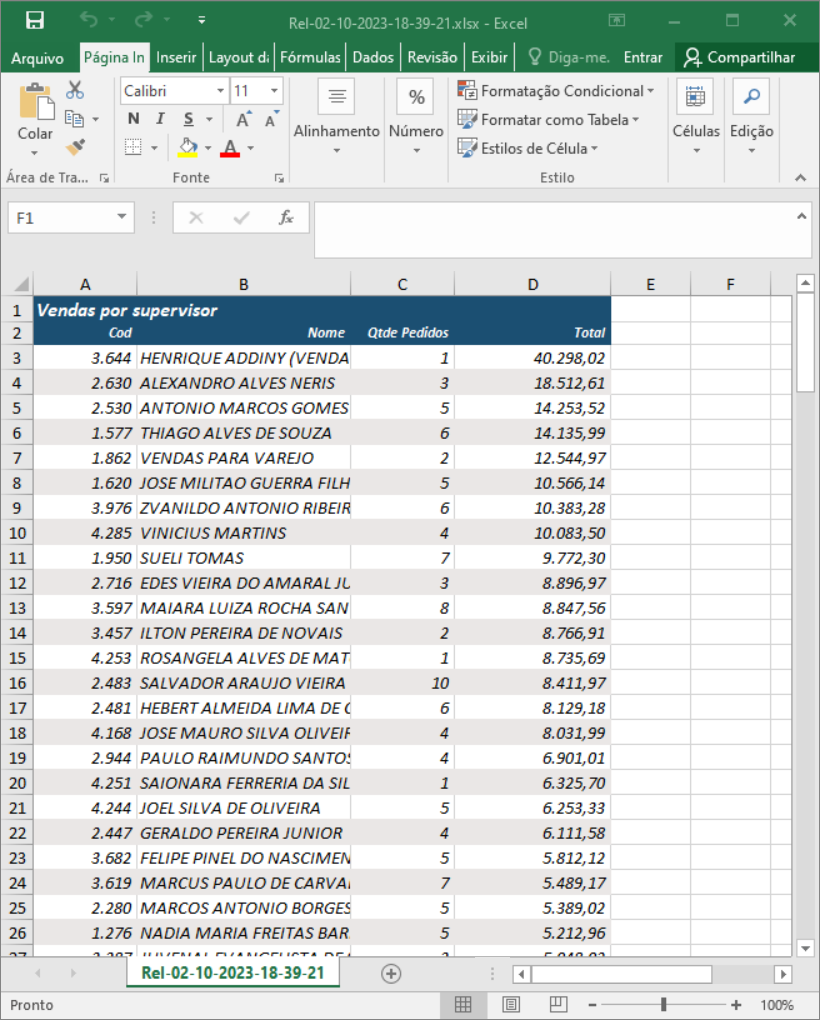 Rel-02-10-2023-18-39-21.xlsx - Excel
Arquivo Página In Inserir Layout di Fórmulas Dados Revisão Exibir Diga-me. Entrar Compartilhar
Colar
Calibri 11
N I S A A
A
Alinhamento
%
Número
Formatação Condicional
Formatar como Tabela
Estilos de Célula
Células
Edição
Área de Tra... Fonte Estilo
F1 fx
A B C D E F
1 Vendas por supervisor
2 Cod Nome Qtde Pedidos Total
3 3.644 HENRIQUE ADDINY (VENDA 1 40.298,02
4 2.630 ALEXANDRO ALVES NERIS 3 18.512,61
5 2.530 ANTONIO MARCOS GOMES 5 14.253,52
6 1.577 THIAGO ALVES DE SOUZA 6 14.135,99
7 1.862 VENDAS PARA VAREJO 2 12.544,97
8 1.620 JOSE MILITAO GUERRA FILH 5 10.566,14
9 3.976 ZVANILDO ANTONIO RIBEIR 6 10.383,28
10 4.285 VINICIUS MARTINS 4 10.083,50
11 1.950 SUELI TOMAS 7 9.772,30
12 2.716 EDES VIEIRA DO AMARAL JU 3 8.896,97
13 3.597 MAIARA LUIZA ROCHA SAN 8 8.847,56
14 3.457 ILTON PEREIRA DE NOVAIS 2 8.766,91
15 4.253 ROSANGELA ALVES DE MAT 1 8.735,69
16 2.483 SALVADOR ARAUJO VIEIRA 10 8.411,97
17 2.481 HEBERT ALMEIDA LIMA DE C 6 8.129,18
18 4.168 JOSE MAURO SILVA OLIVEIR 4 8.031,99
19 2.944 PAULO RAIMUNDO SANTOS 4 6.901,01
20 4.251 SAIONARA FERRERIA DA SIL 1 6.325,70
21 4.244 JOEL SILVA DE OLIVEIRA 5 6.253,33
22 2.447 GERALDO PEREIRA JUNIOR 4 6.111,58
23 3.682 FELIPE PINEL DO NASCIMEN 5 5.812,12
24 3.619 MARCUS PAULO DE CARVAI 7 5.489,17
25 2.280 MARCOS ANTONIO BORGES 5 5.389,02
26 1.276 NADIA MARIA FREITAS BAR 5 5.212,96
27
Rel-02-10-2023-18-39-21
Pronto 100%